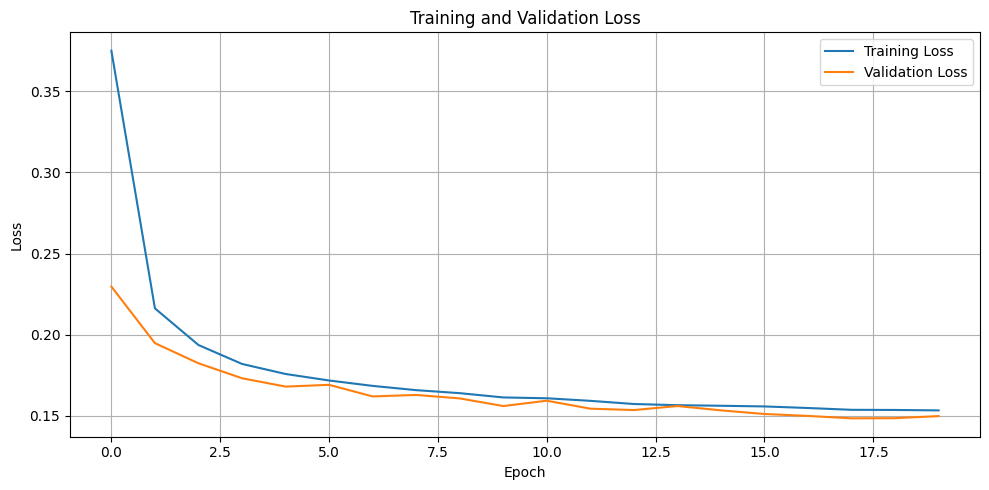 Training and Validation Loss
Training Loss
Validation Loss
Loss
0.35
0.30
0.25
0.20
0.15
0.0 2.5 5.0 7.5 10.0 12.5 15.0 17.5
Epoch